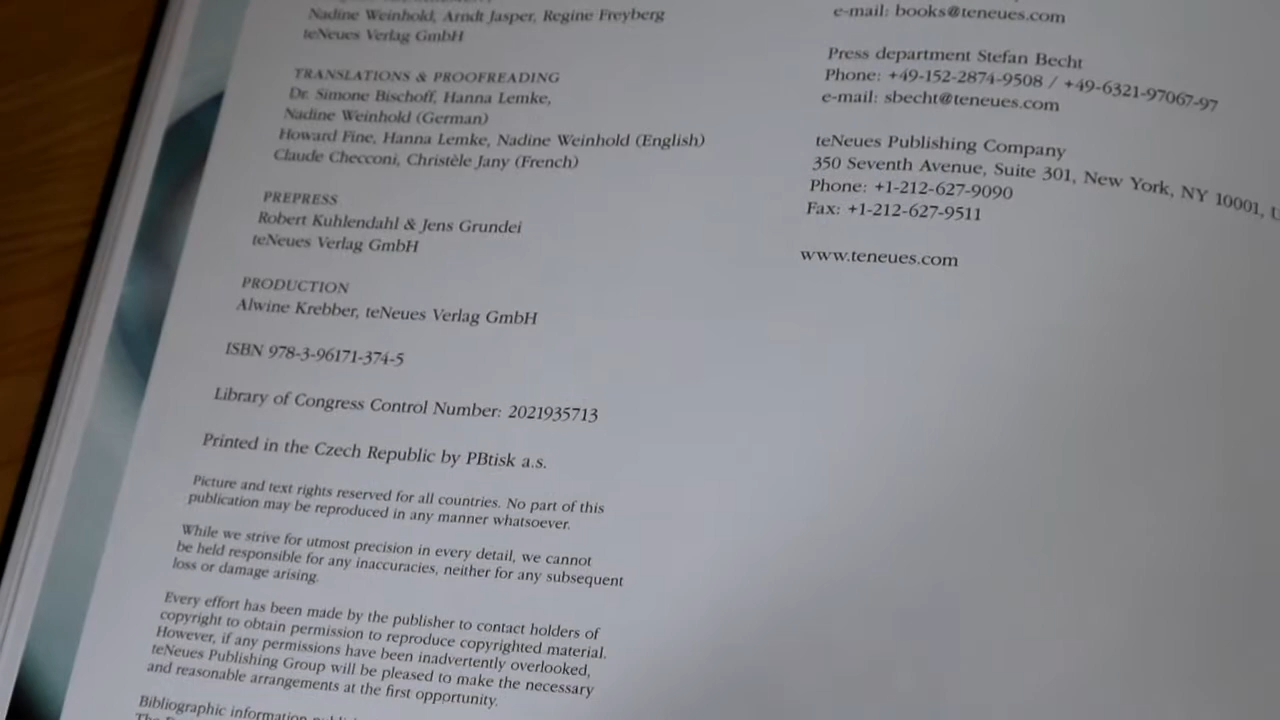 Nadine Weinhold, Arndt Jasper, Regine Freyberg
teNeues Verlag GmbH
TRANSLATIONS & PROOFREADING
Dr. Simone Bischoff, Hanna Lemke,
Nadine Weinhold (German)
Howard Fine, Hanna Lemke, Nadine Weinhold (English)
Claude Checconi, Christèle Jany (French)
PREPRESS
Robert Kuhlendahl & Jens Grundei
teNeues Verlag GmbH
PRODUCTION
Alwine Krebber, teNeues Verlag GmbH
ISBN 978-3-96171-374-5
Library of Congress Control Number: 2021935713
Printed in the Czech Republic by PBtisk a.s.
Picture and text rights reserved for all countries. No part of this
publication may be reproduced in any manner whatsoever.
While we strive for utmost precision in every detail, we cannot
be held responsible for any inaccuracies, neither for any subsequent
loss or damage arising.
Every effort has been made by the publisher to contact holders of
copyright to obtain permission to reproduce copyrighted material.
However, if any permissions have been inadvertently overlooked,
teNeues Publishing Group will be pleased to make the necessary
and reasonable arrangements at the first opportunity.
Bibliographic information
e-mail: books@teneues.com
Press department Stefan Becht
Phone: +49-152-2874-9508 / +49-6321-97067-97
e-mail: sbecht@teneues.com
teNeues Publishing Company
350 Seventh Avenue, Suite 301, New York, NY 10001,
Phone: +1-212-627-9090
Fax: +1-212-627-9511
www.teneues.com